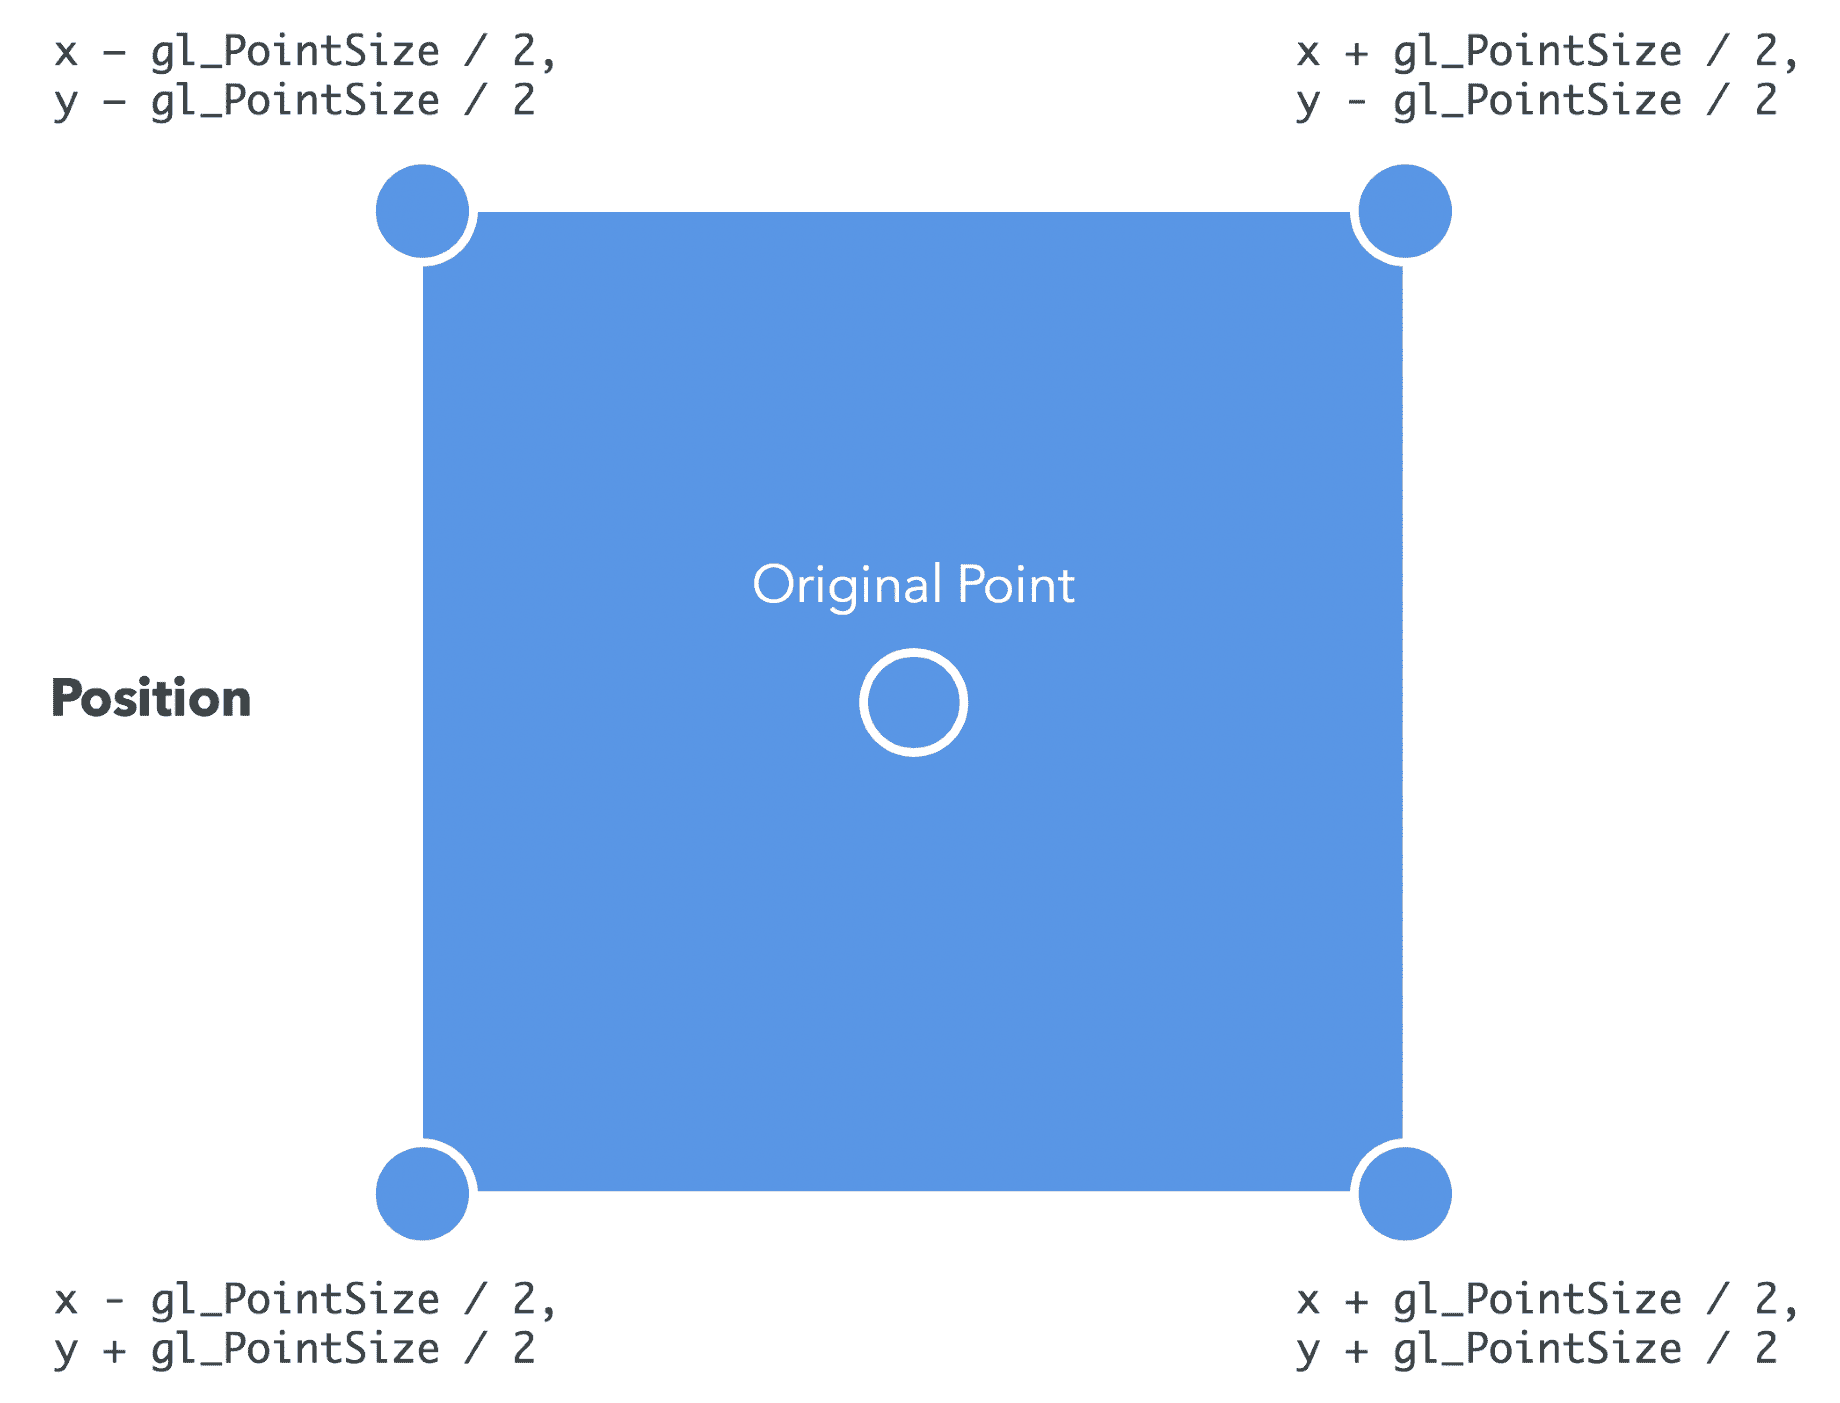 x – gl_PointSize / 2,
y – gl_PointSize / 2
x + gl_PointSize / 2,
y - gl_PointSize / 2
Original Point
Position
x - gl_PointSize / 2,
y + gl_PointSize / 2
x + gl_PointSize / 2,
y + gl_PointSize / 2